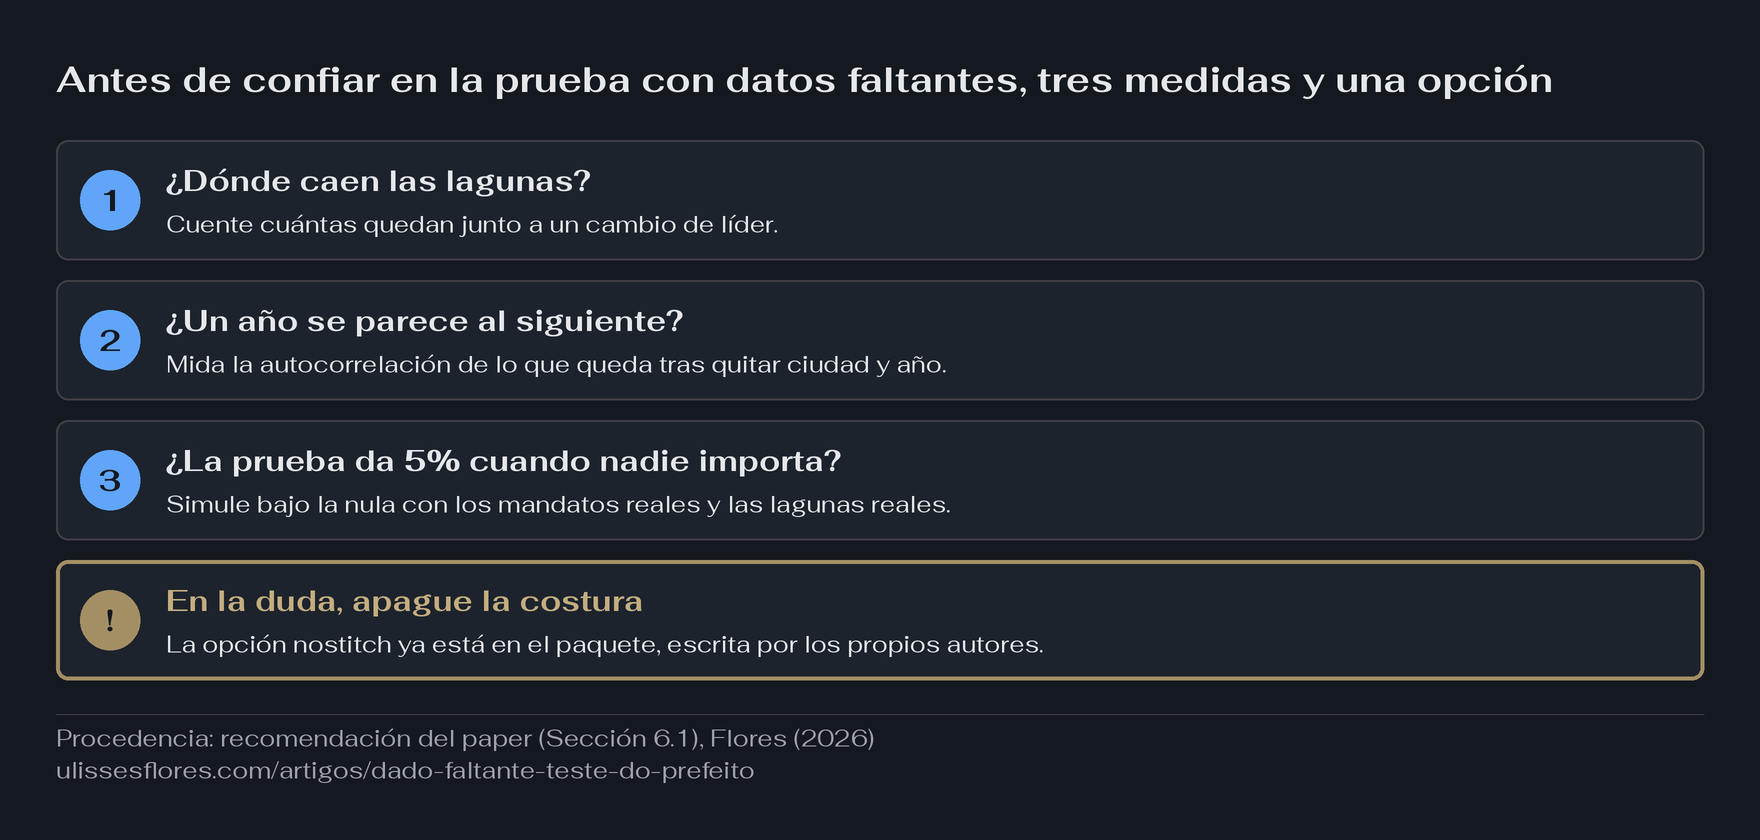 Antes de confiar en la prueba con datos faltantes, tres medidas y una opción
1
¿Dónde caen las lagunas?
Cuente cuántas quedan junto a un cambio de líder.
2
¿Un año se parece al siguiente?
Mida la autocorrelación de lo que queda tras quitar ciudad y año.
3
¿La prueba da 5% cuando nadie importa?
Simule bajo la nula con los mandatos reales y las lagunas reales.
!
En la duda, apague la costura
La opción nostitch ya está en el paquete, escrita por los propios autores.
Procedencia: recomendación del paper (Sección 6.1), Flores (2026)
ulissesflores.com/artigos/dado-faltante-teste-do-prefeito